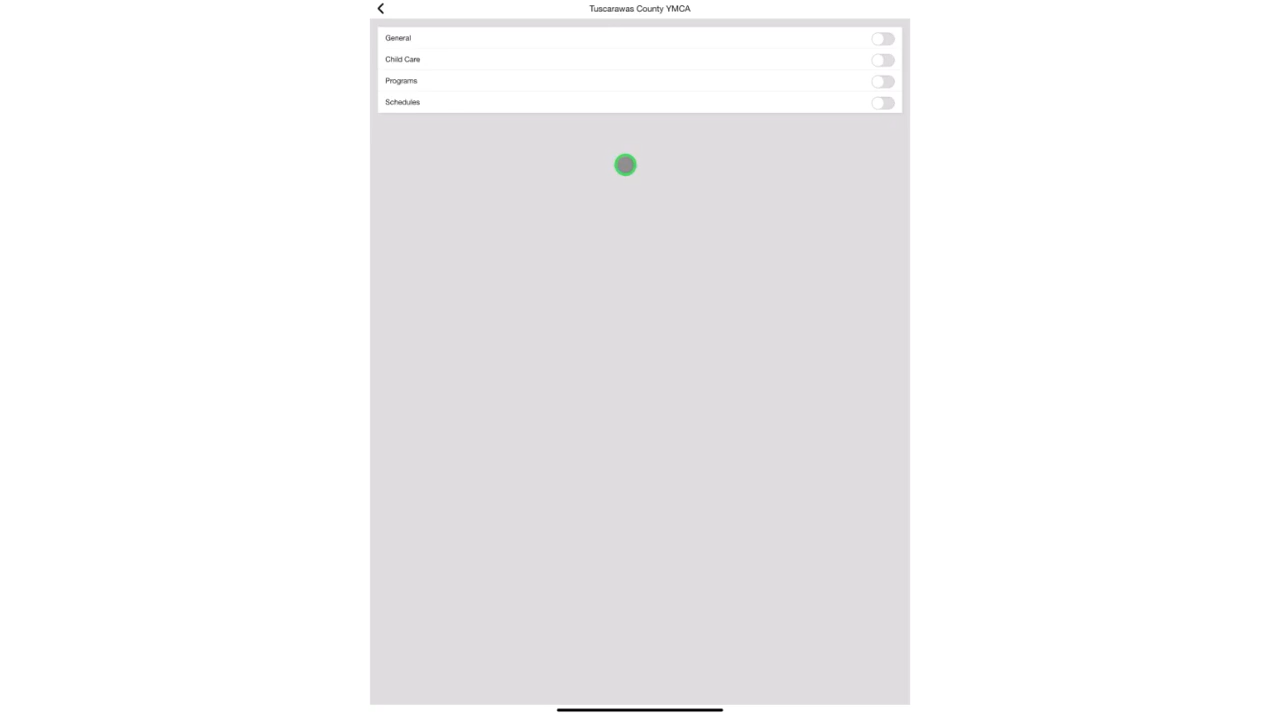 Tuscarawas County YMCA
General
Child Care
Programs
Schedules